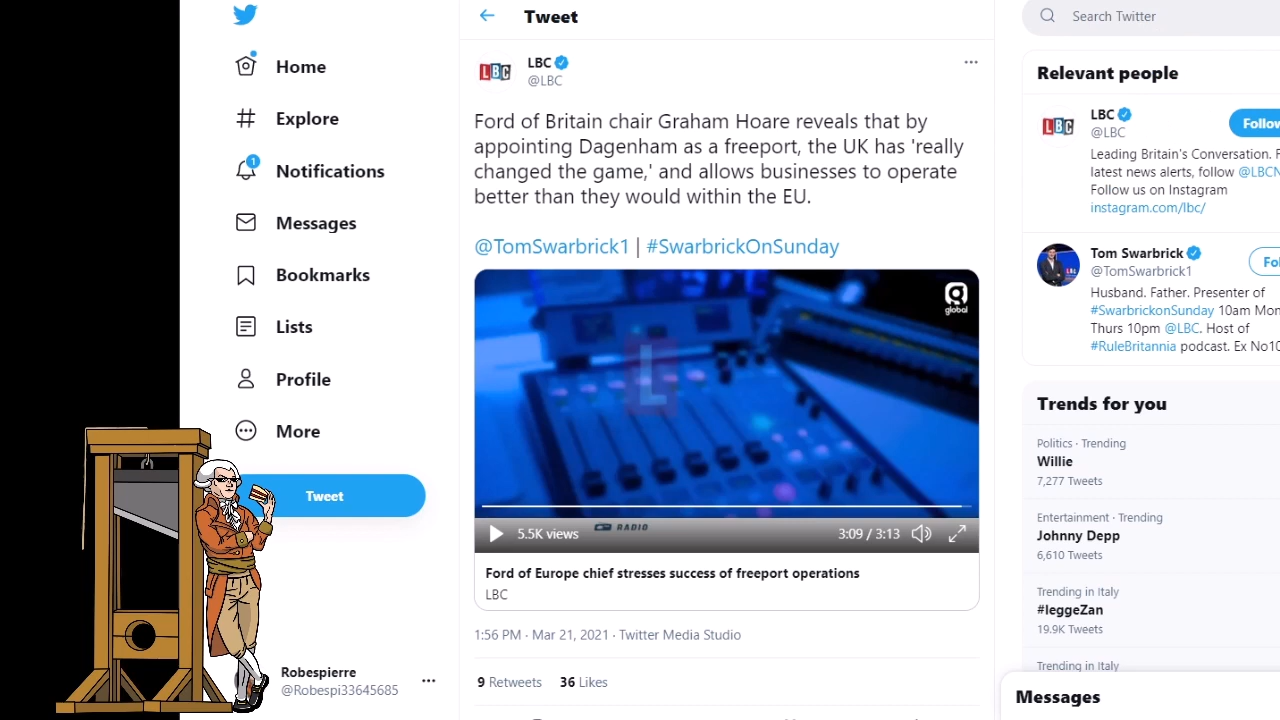 Home
Explore
1
Notifications
Messages
Bookmarks
Lists
Profile
More
Tweet
Robespierre
@Robespi33645685
Tweet
LBC
LBC
@LBC
Ford of Britain chair Graham Hoare reveals that by
appointing Dagenham as a freeport, the UK has 'really
changed the game,' and allows businesses to operate
better than they would within the EU.
@TomSwarbrick1 | #SwarbrickOnSunday
global
L
RADIO
5.5K views
3:09 / 3:13
Ford of Europe chief stresses success of freeport operations
LBC
1:56 PM · Mar 21, 2021 · Twitter Media Studio
9 Retweets 36 Likes
Search Twitter
Relevant people
LBC
LBC
@LBC
Follow
Leading Britain's Conversation. F
latest news alerts, follow @LBCN
Follow us on Instagram
instagram.com/lbc/
Tom Swarbrick
@TomSwarbrick1
Fo
Husband. Father. Presenter of
#SwarbrickonSunday 10am Mon
Thurs 10pm @LBC. Host of
#RuleBritannia podcast. Ex No10
Trends for you
Politics · Trending
Willie
7,277 Tweets
Entertainment · Trending
Johnny Depp
6,610 Tweets
Trending in Italy
#leggeZan
19.9K Tweets
Trending in Italy
Messages